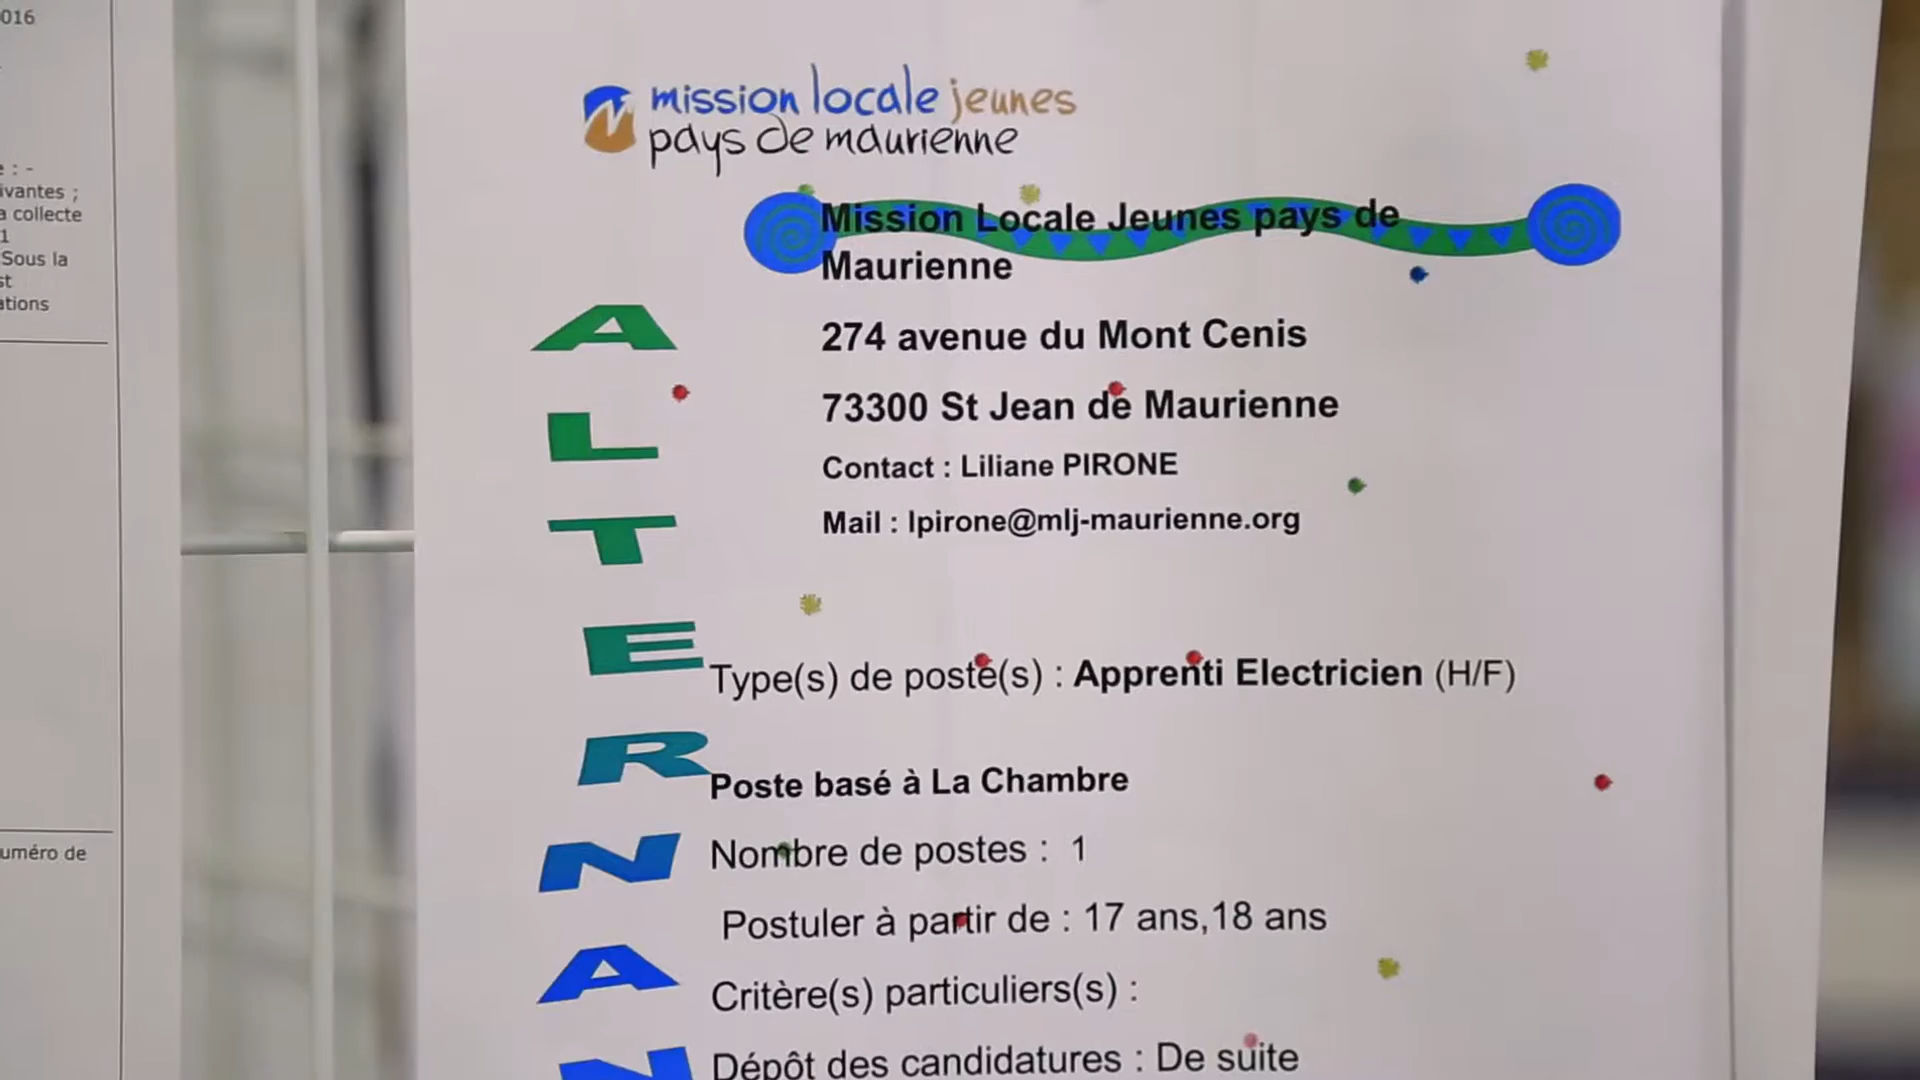 016
e : -
ivantes ;
a collecte
1
Sous la
st
ations
uméro de
mission locale jeunes
pays de maurienne
Mission Locale Jeunes pays de
Maurienne
274 avenue du Mont Cenis
73300 St Jean de Maurienne
Contact : Liliane PIRONE
Mail : lpirone@mlj-maurienne.org
Type(s) de poste(s) : Apprenti Electricien (H/F)
Poste basé à La Chambre
Nombre de postes : 1
Postuler à partir de : 17 ans,18 ans
Critère(s) particuliers(s) :
Dépôt des candidatures : De suite
A
L
T
E
R
N
A
N